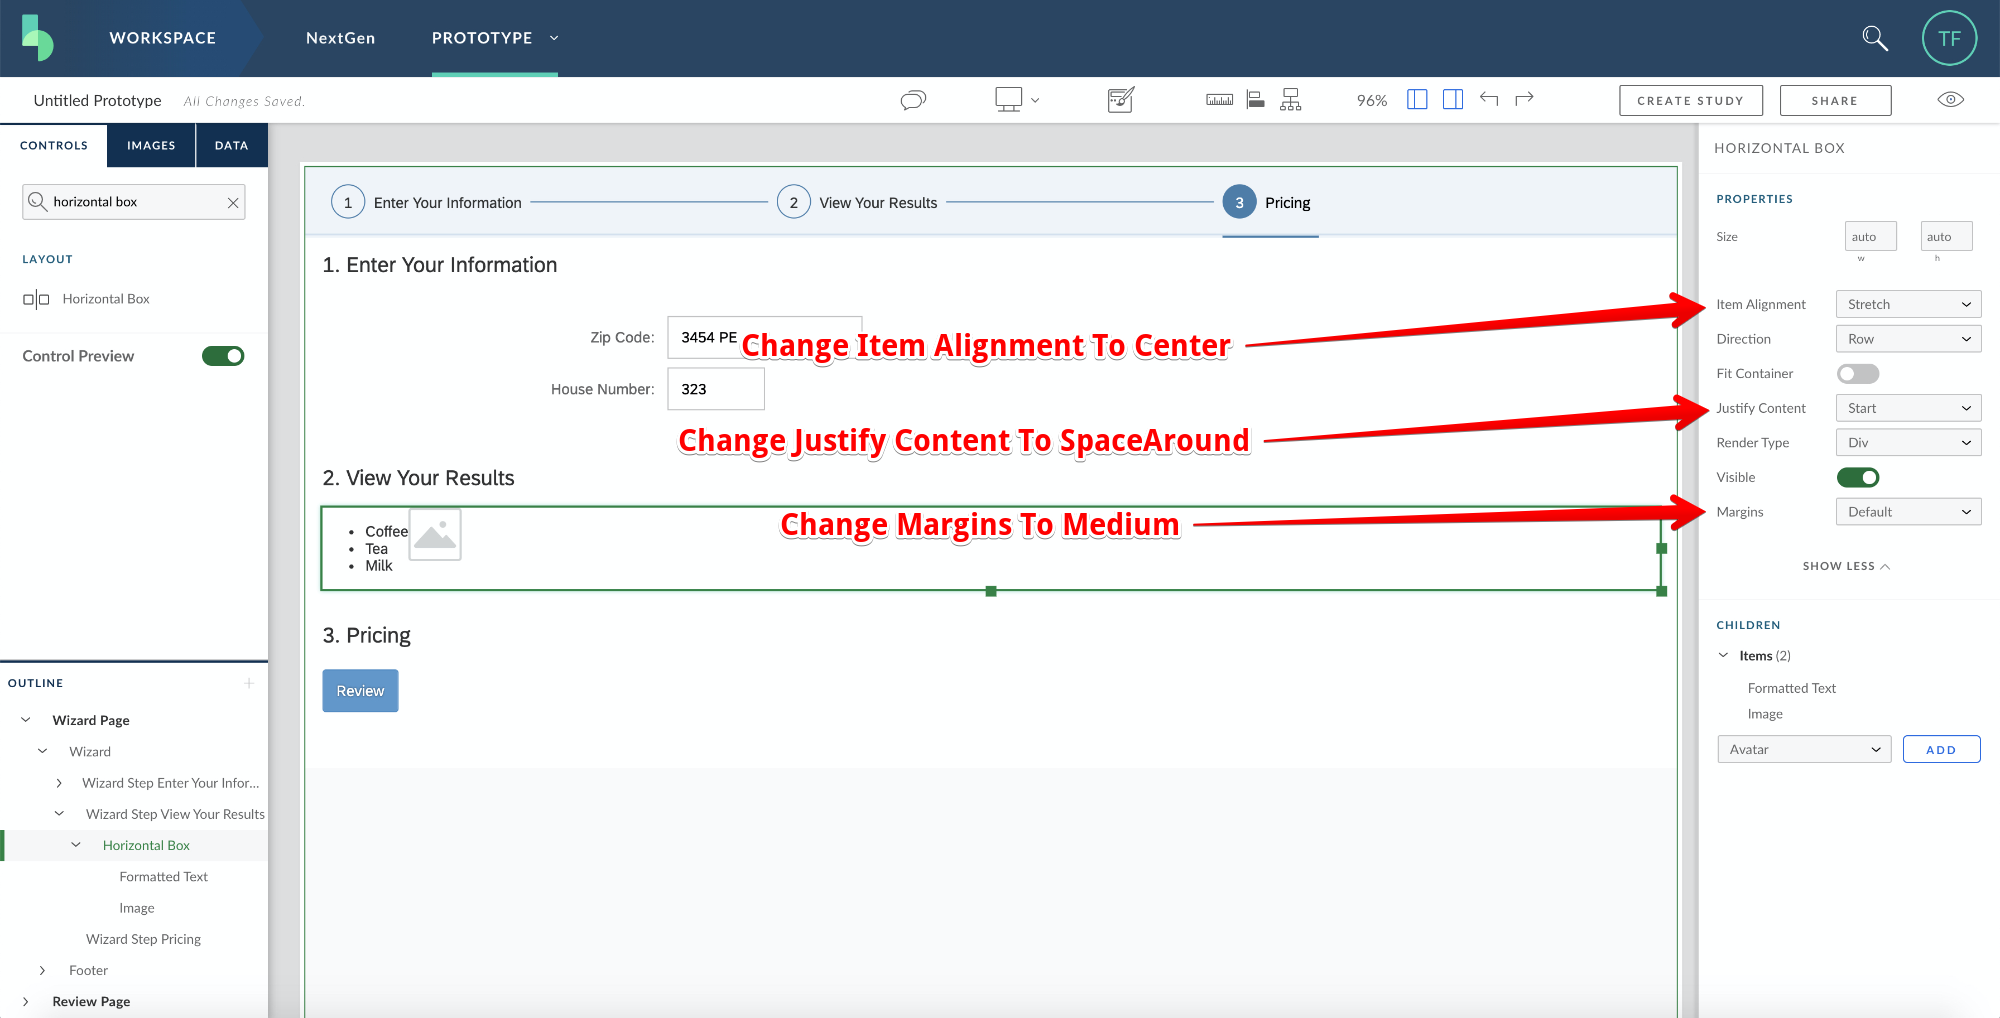 WORKSPACE
NextGen
PROTOTYPE
TF
Untitled Prototype
All Changes Saved.
96%
CREATE STUDY
SHARE
CONTROLS
IMAGES
DATA
horizontal box
LAYOUT
Horizontal Box
Control Preview
OUTLINE
Wizard Page
Wizard
Wizard Step Enter Your Infor...
Wizard Step View Your Results
Horizontal Box
Formatted Text
Image
Wizard Step Pricing
Footer
Review Page
1 Enter Your Information
2 View Your Results
3 Pricing
1. Enter Your Information
Zip Code: 3454 PE
Change Item Alignment To Center
House Number: 323
Change Justify Content To SpaceAround
2. View Your Results
Change Margins To Medium
• Coffee
• Tea
• Milk
3. Pricing
Review
HORIZONTAL BOX
PROPERTIES
Size auto auto
w h
Item Alignment Stretch
Direction Row
Fit Container
Justify Content Start
Render Type Div
Visible
Margins Default
SHOW LESS
CHILDREN
Items (2)
Formatted Text
Image
Avatar ADD